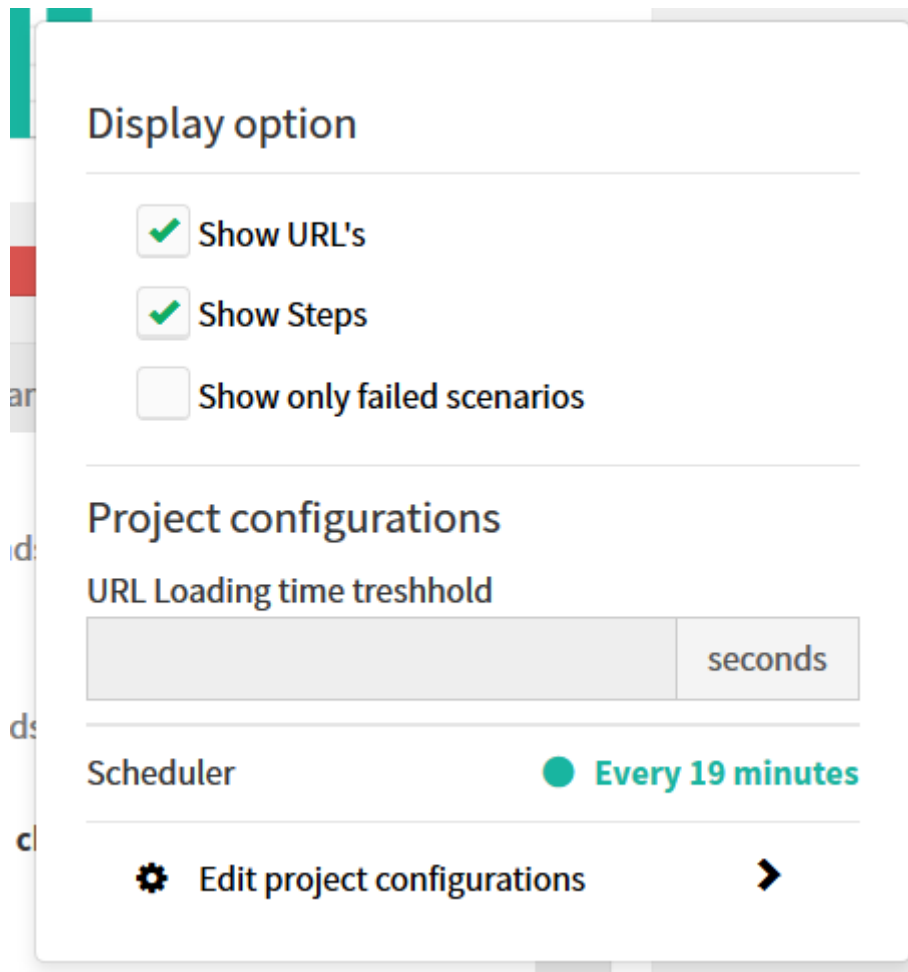 Display option
Show URL's
Show Steps
Show only failed scenarios
Project configurations
URL Loading time treshhold
seconds
Scheduler
Every 19 minutes
Edit project configurations